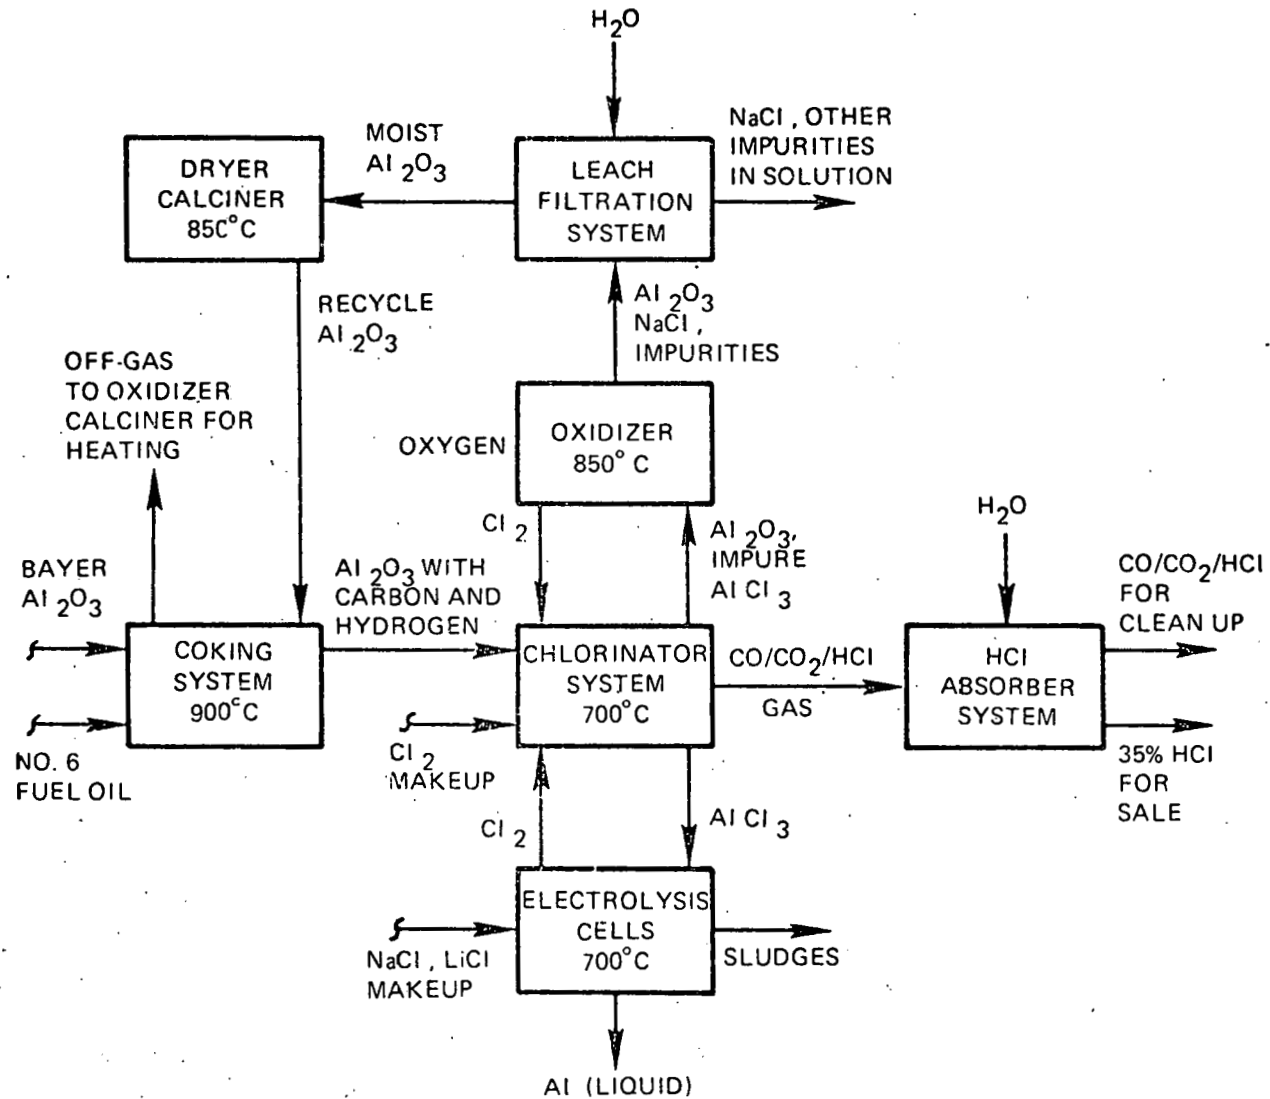 H2O
NaCl, OTHER
IMPURITIES
IN SOLUTION
MOIST
Al2O3
DRYER
CALCINER
850°C
LEACH
FILTRATION
SYSTEM
RECYCLE
Al2O3
Al2O3
NaCl,
IMPURITIES
OFF-GAS
TO OXIDIZER
CALCINER FOR
HEATING
OXYGEN
OXIDIZER
850° C
Cl2
Al2O3,
IMPURE
AlCl3
H2O
BAYER
Al2O3
Al2O3 WITH
CARBON AND
HYDROGEN
CO/CO2/HCl
FOR
CLEAN UP
COKING
SYSTEM
900°C
CHLORINATOR
SYSTEM
700°C
CO/CO2/HCl
GAS
HCl
ABSORBER
SYSTEM
NO. 6
FUEL OIL
Cl2
MAKEUP
35% HCl
FOR
SALE
Cl2
AlCl3
ELECTROLYSIS
CELLS
700°C
NaCl, LiCl
MAKEUP
SLUDGES
Al (LIQUID)